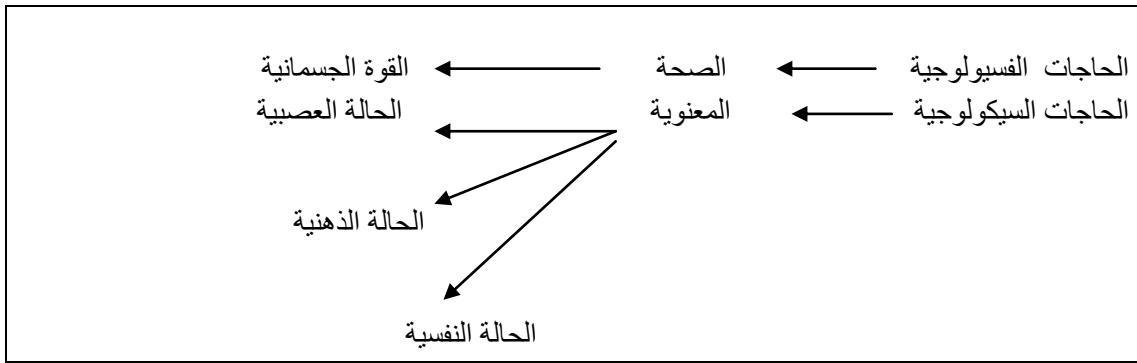 الحاجات الفسيولوجية الصحة القوة الجسمانية
الحاجات السيكولوجية المعنوية الحالة العصبية
الحالة الذهنية
الحالة النفسية